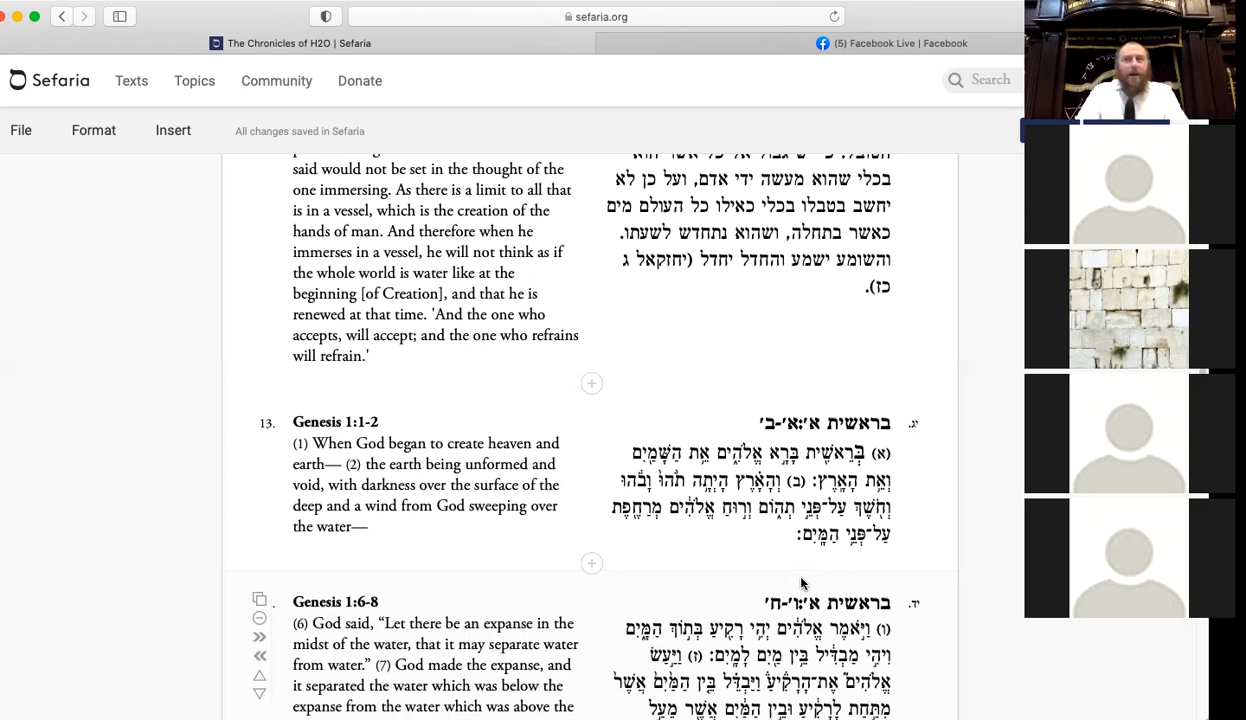 sefaria.org
The Chronicles of H2O | Sefaria
(5) Facebook Live | Facebook
Sefaria
Texts
Topics
Community
Donate
Search
File
Format
Insert
All changes saved in Sefaria
said would not be set in the thought of the
one immersing. As there is a limit to all that
is in a vessel, which is the creation of the
hands of man. And therefore when he
immerses in a vessel, he will not think as if
the whole world is water like at the
beginning [of Creation], and that he is
renewed at that time. 'And the one who
accepts, will accept; and the one who refrains
will refrain.'
בכלי שהוא מעשה ידי אדם, ועל כן לא
יחשב בטבלו בכלי כאילו כל העולם מים
כאשר בתחלה, ושהוא נתחדש לשעתו.
והשומע ישמע והחדל יחדל (יחזקאל ג
כז).
13.
Genesis 1:1-2
(1) When God began to create heaven and
earth— (2) the earth being unformed and
void, with darkness over the surface of the
deep and a wind from God sweeping over
the water—
יג.
בראשית א׳:א׳-ב׳
(א) בְּרֵאשִׁ֖ית בָּרָ֣א אֱלֹהִ֑ים אֵ֥ת הַשָּׁמַ֖יִם
וְאֵ֥ת הָאָֽרֶץ׃ (ב) וְהָאָ֗רֶץ הָיְתָ֥ה תֹ֙הוּ֙ וָבֹ֔הוּ
וְחֹ֖שֶׁךְ עַל־פְּנֵ֣י תְה֑וֹם וְר֣וּחַ אֱלֹהִ֔ים מְרַחֶ֖פֶת
עַל־פְּנֵ֥י הַמָּֽיִם׃
Genesis 1:6-8
(6) God said, “Let there be an expanse in the
midst of the water, that it may separate water
from water.” (7) God made the expanse, and
it separated the water which was below the
expanse from the water which was above the
יד.
בראשית א׳:ו׳-ח׳
(ו) וַיֹּ֣אמֶר אֱלֹהִ֔ים יְהִ֥י רָקִ֖יעַ בְּת֣וֹךְ הַמָּ֑יִם
וִיהִ֣י מַבְדִּ֔יל בֵּ֥ין מַ֖יִם לָמָֽיִם׃ (ז) וַיַּ֣עַשׂ
אֱלֹהִים֮ אֶת־הָרָקִ֒יעַ֒ וַיַּבְדֵּ֗ל בֵּ֤ין הַמַּ֙יִם֙ אֲשֶׁר֙
מִתַּ֣חַת לָרָקִ֔יעַ וּבֵ֣ין הַמַּ֔יִם אֲשֶׁ֖ר מֵעַ֣ל